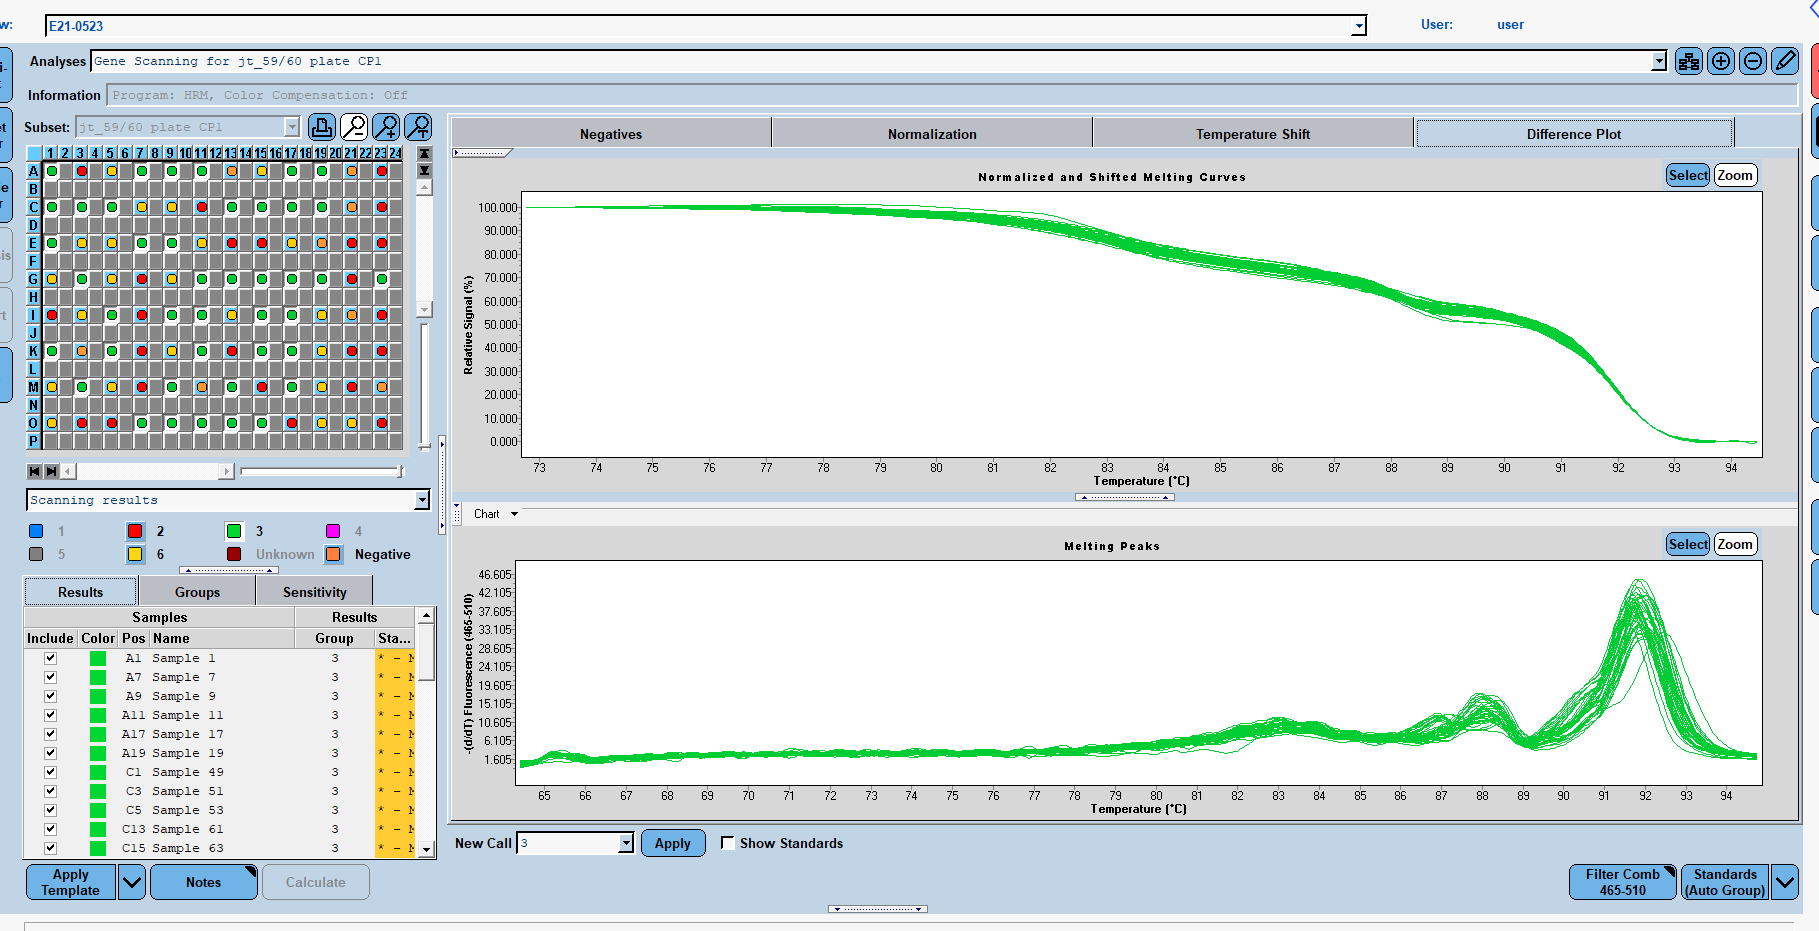 w:
E21-0523
User:
user
Analyses
Gene Scanning for jt_59/60 plate CP1
Information
Program: HRM, Color Compensation: Off
Subset:
jt_59/60 plate CP1
1 2 3 4 5 6 7 8 9 10 11 12 13 14 15 16 17 18 19 20 21 22 23 24
A
B
C
D
E
F
G
H
I
J
K
L
M
N
O
P
Scanning results
1 2 3 4
5 6 Unknown Negative
Results Groups Sensitivity
Samples Results
Include Color Pos Name Group Sta...
A1 Sample 1 3 * - M
A7 Sample 7 3 * - M
A9 Sample 9 3 * - M
A11 Sample 11 3 * - M
A17 Sample 17 3 * - M
A19 Sample 19 3 * - M
C1 Sample 49 3 * - M
C3 Sample 51 3 * - M
C5 Sample 53 3 * - M
C13 Sample 61 3 * - M
C15 Sample 63 3 * - M
Apply
Template
Notes
Calculate
Negatives Normalization Temperature Shift Difference Plot
Normalized and Shifted Melting Curves
Select Zoom
Relative Signal (%)
100.000
90.000
80.000
70.000
60.000
50.000
40.000
30.000
20.000
10.000
0.000
73 74 75 76 77 78 79 80 81 82 83 84 85 86 87 88 89 90 91 92 93 94
Temperature (°C)
Chart
Melting Peaks
Select Zoom
-(d/dT) Fluorescence (465-510)
46.605
42.105
37.605
33.105
28.605
24.105
19.605
15.105
10.605
6.105
1.605
65 66 67 68 69 70 71 72 73 74 75 76 77 78 79 80 81 82 83 84 85 86 87 88 89 90 91 92 93 94
Temperature (°C)
New Call
3
Apply
Show Standards
Filter Comb
465-510
Standards
(Auto Group)